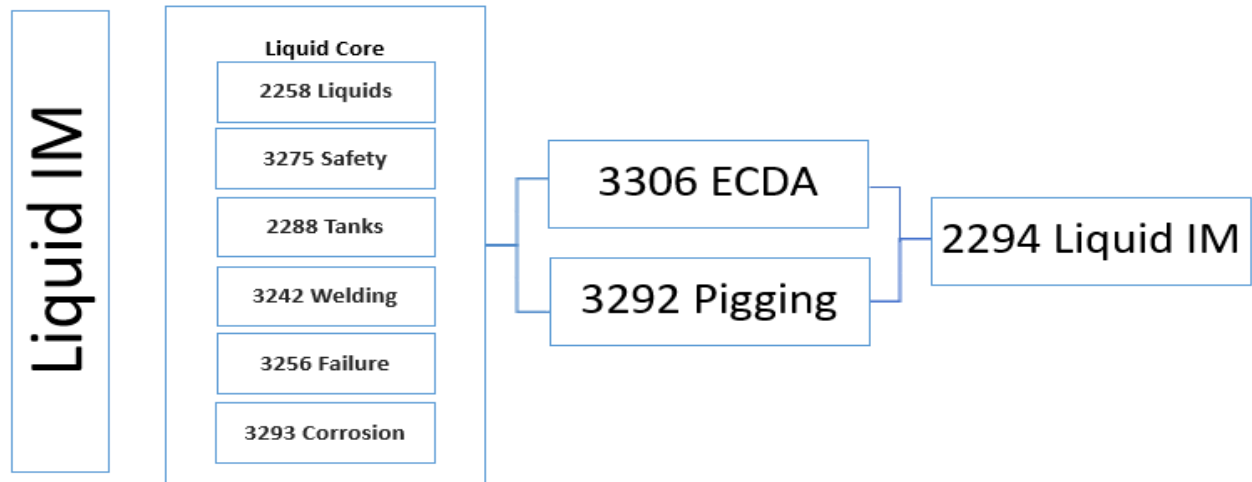 Liquid IM
Liquid Core
2258 Liquids
3275 Safety
2288 Tanks
3242 Welding
3256 Failure
3293 Corrosion
3306 ECDA
3292 Pigging
2294 Liquid IM